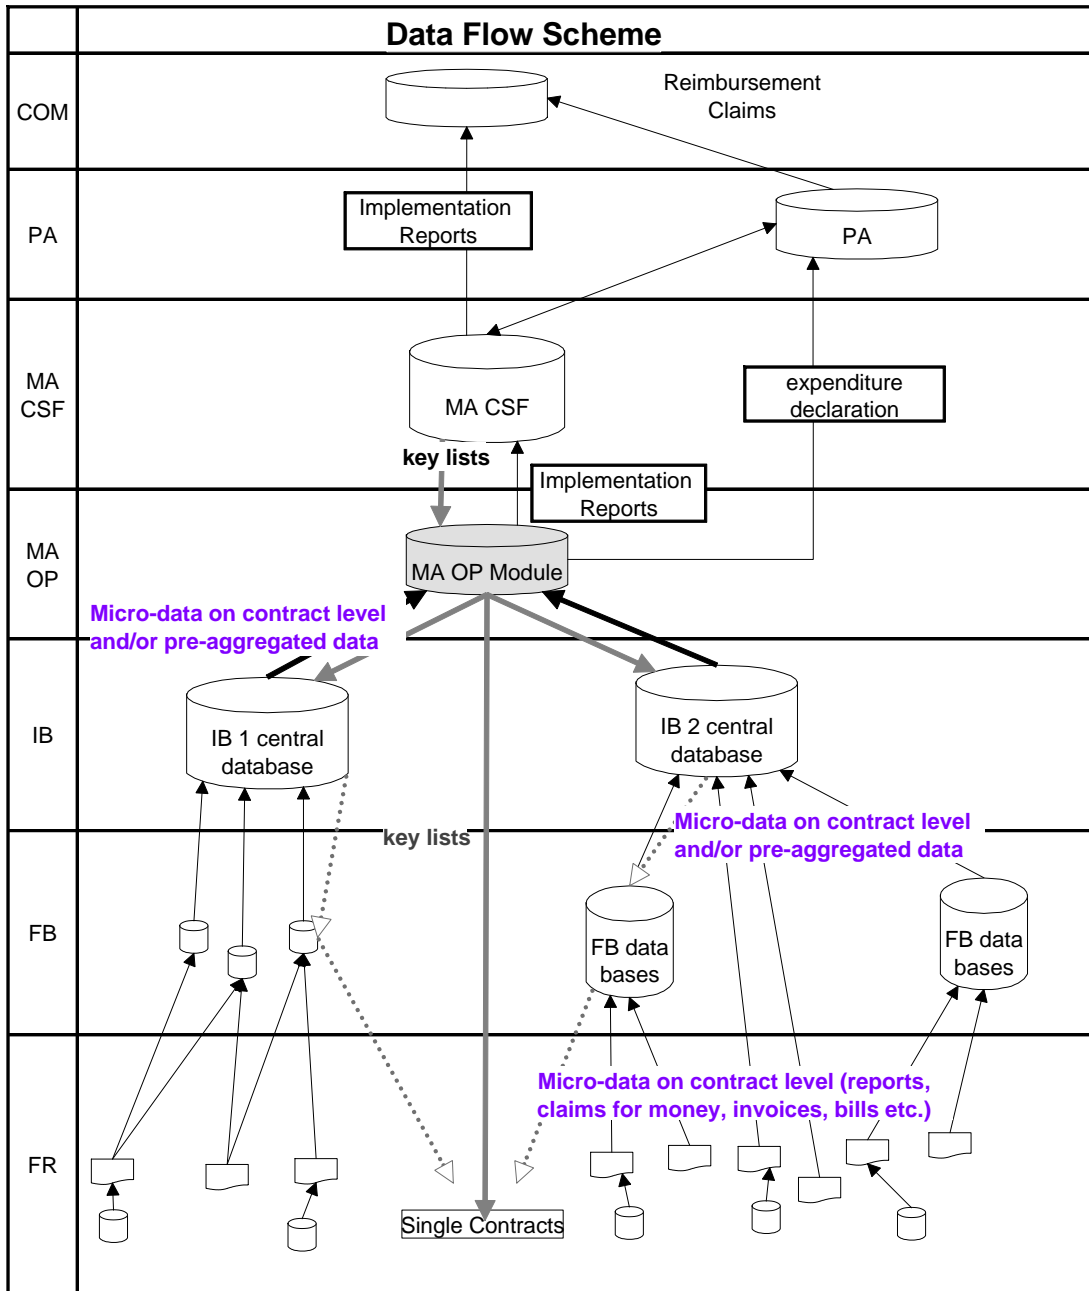 Data Flow Scheme
COM
Reimbursement
Claims
PA
Implementation
Reports
PA
MA
CSF
MA CSF
expenditure
declaration
key lists
Implementation
Reports
MA
OP
MA OP Module
Micro-data on contract level
and/or pre-aggregated data
IB
IB 1 central
database
IB 2 central
database
Micro-data on contract level
and/or pre-aggregated data
key lists
FB
FB data
bases
FB data
bases
Micro-data on contract level (reports,
claims for money, invoices, bills etc.)
FR
Single Contracts